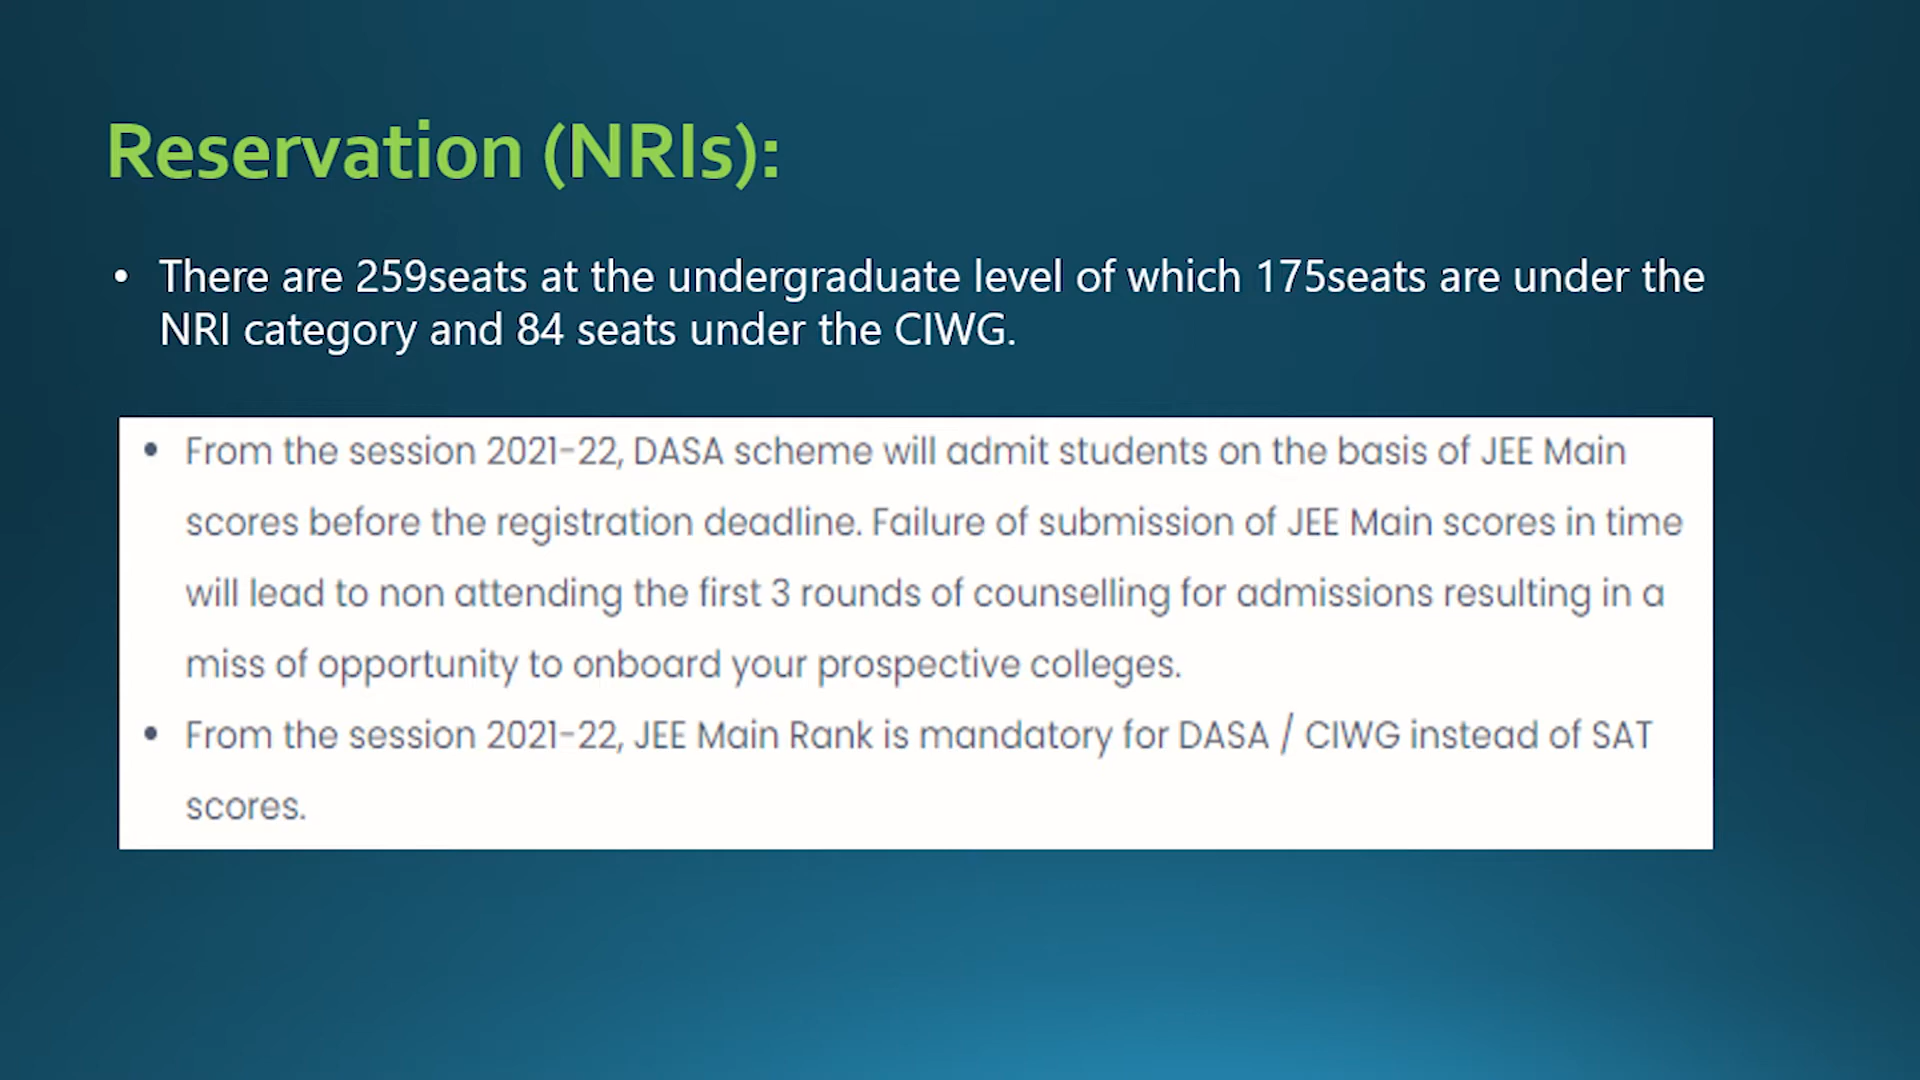 Reservation (NRIs):
• There are 259seats at the undergraduate level of which 175seats are under the
NRI category and 84 seats under the CIWG.
• From the session 2021-22, DASA scheme will admit students on the basis of JEE Main
scores before the registration deadline. Failure of submission of JEE Main scores in time
will lead to non attending the first 3 rounds of counselling for admissions resulting in a
miss of opportunity to onboard your prospective colleges.
• From the session 2021-22, JEE Main Rank is mandatory for DASA / CIWG instead of SAT
scores.